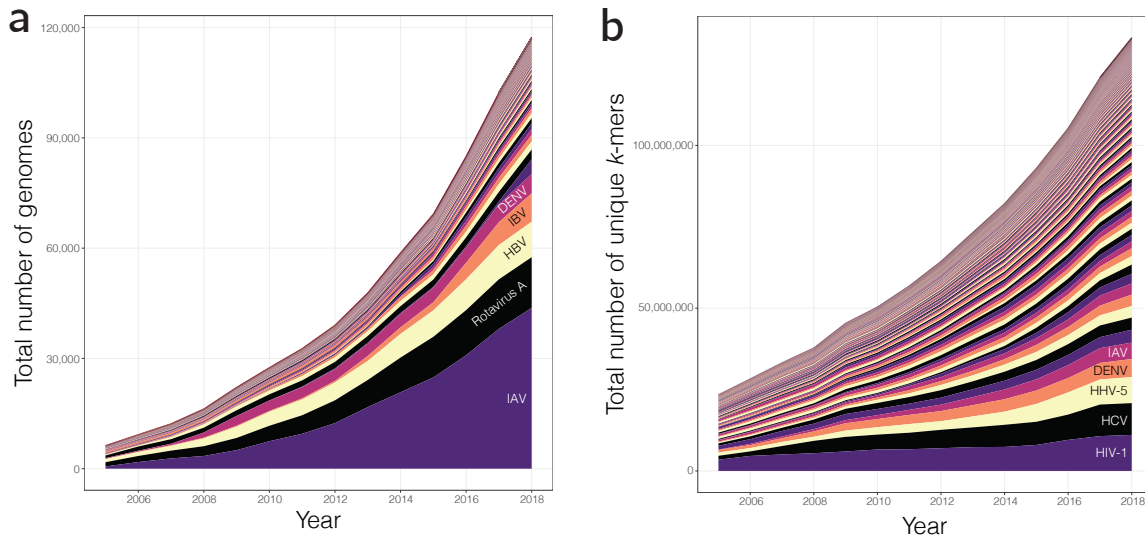 a
Total number of genomes
120,000
90,000
60,000
30,000
0
DENV
IBV
HBV
Rotavirus A
IAV
2006
2008
2010
2012
2014
2016
2018
Year
b
Total number of unique k-mers
100,000,000
50,000,000
0
IAV
DENV
HHV-5
HCV
HIV-1
2006
2008
2010
2012
2014
2016
2018
Year